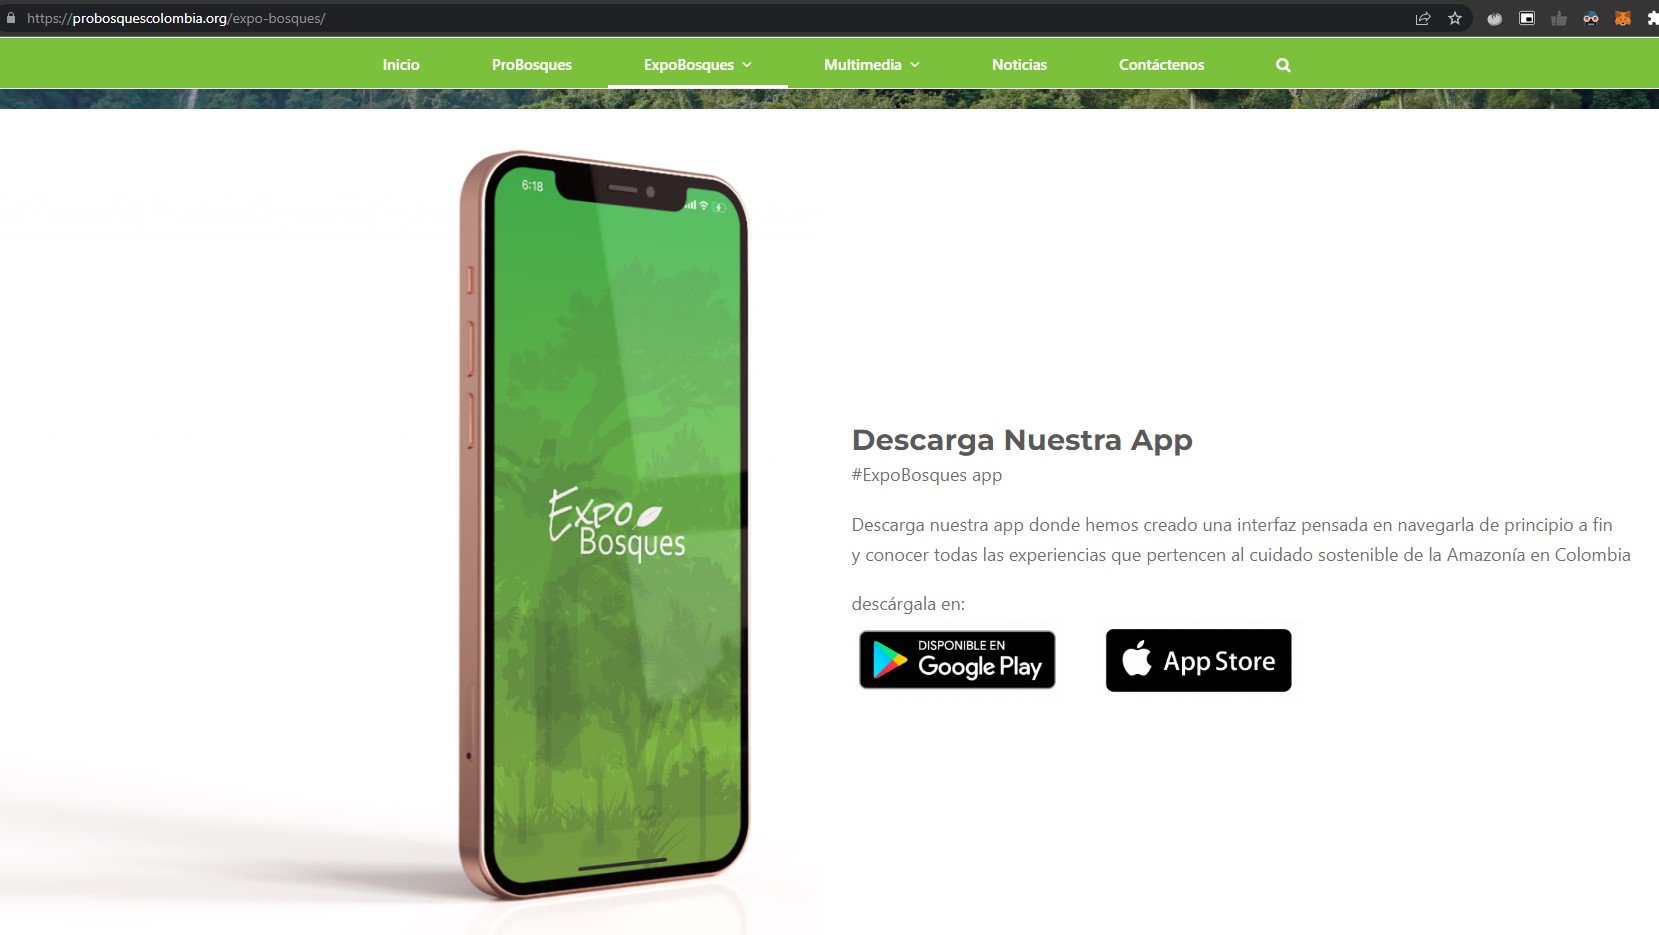 https://probosquescolombia.org/expo-bosques/
Inicio ProBosques ExpoBosques Multimedia Noticias Contáctenos
6:18
Expo
Bosques
Descarga Nuestra App
#ExpoBosques app
Descarga nuestra app donde hemos creado una interfaz pensada en navegarla de principio a fin
y conocer todas las experiencias que pertencen al cuidado sostenible de la Amazonía en Colombia
descárgala en:
DISPONIBLE EN
Google Play
App Store